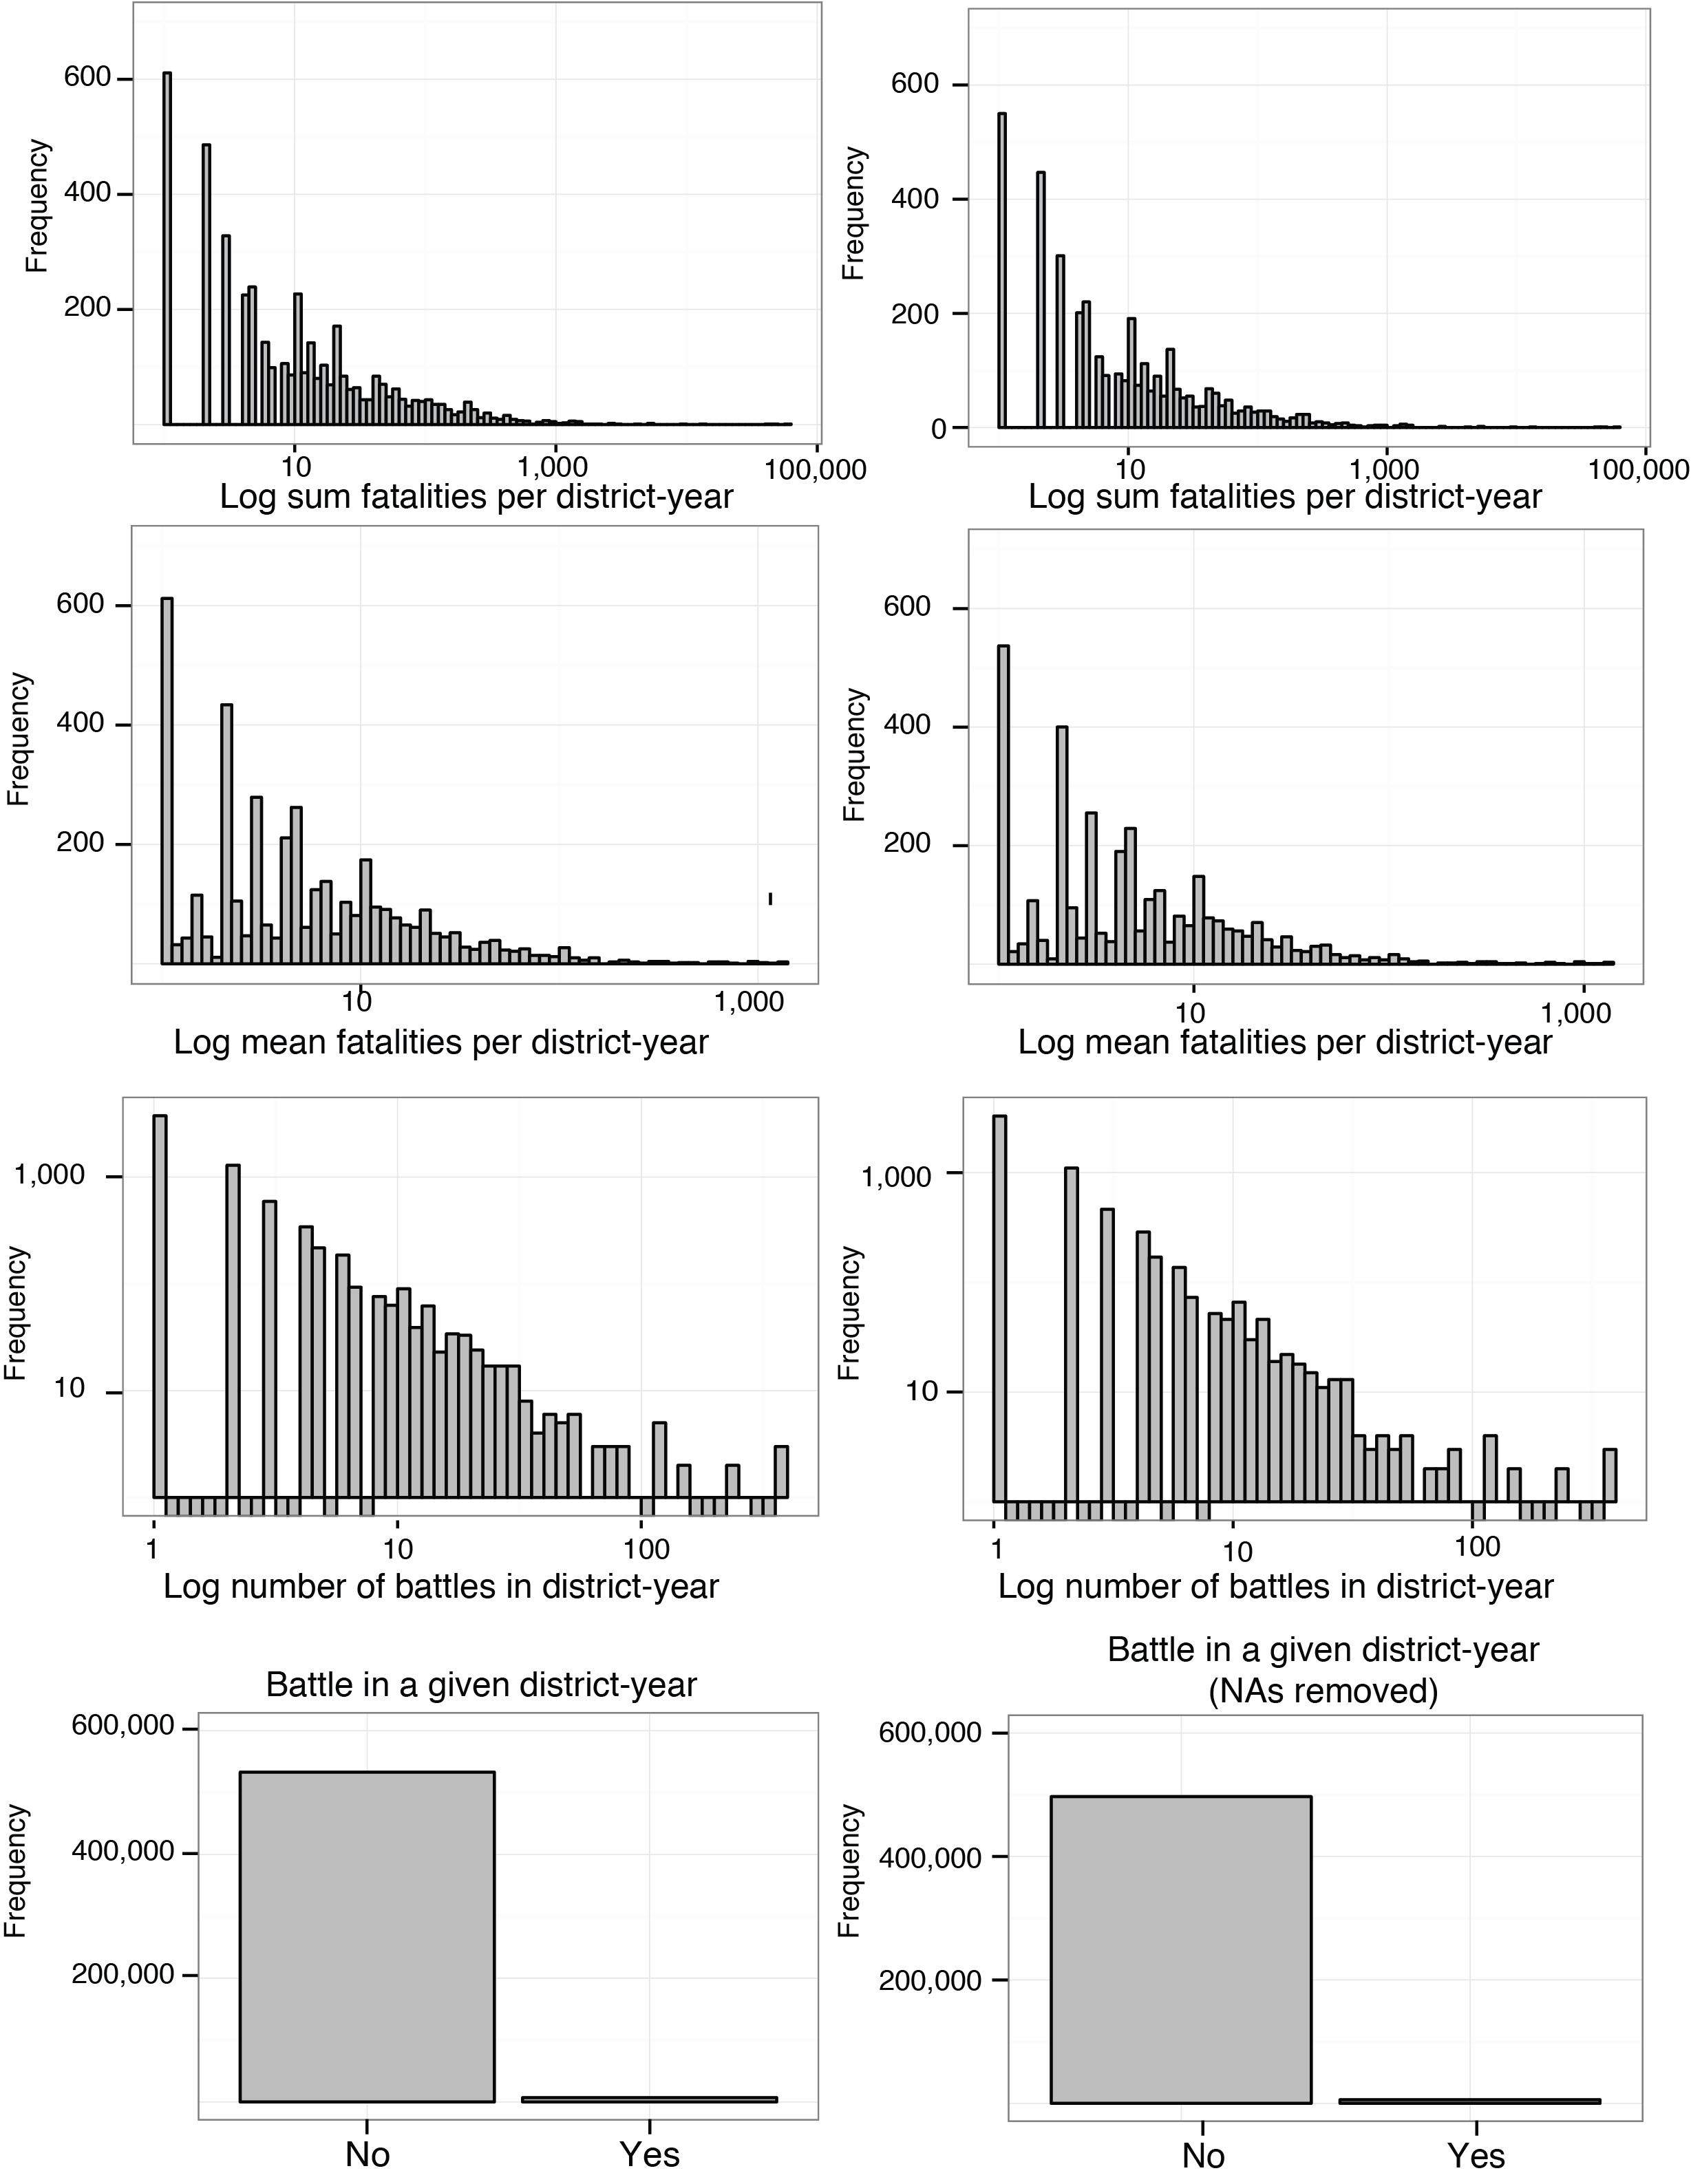 600
400
200
Frequency
10
1,000
100,000
Log sum fatalities per district-year
600
400
200
0
Frequency
10
1,000
100,000
Log sum fatalities per district-year
600
400
200
Frequency
10
1,000
Log mean fatalities per district-year
600
400
200
Frequency
10
1,000
Log mean fatalities per district-year
1,000
10
Frequency
1
10
100
Log number of battles in district-year
1,000
10
Frequency
1
10
100
Log number of battles in district-year
Battle in a given district-year
600,000
400,000
200,000
Frequency
No
Yes
Battle in a given district-year
(NAs removed)
600,000
400,000
200,000
Frequency
No
Yes